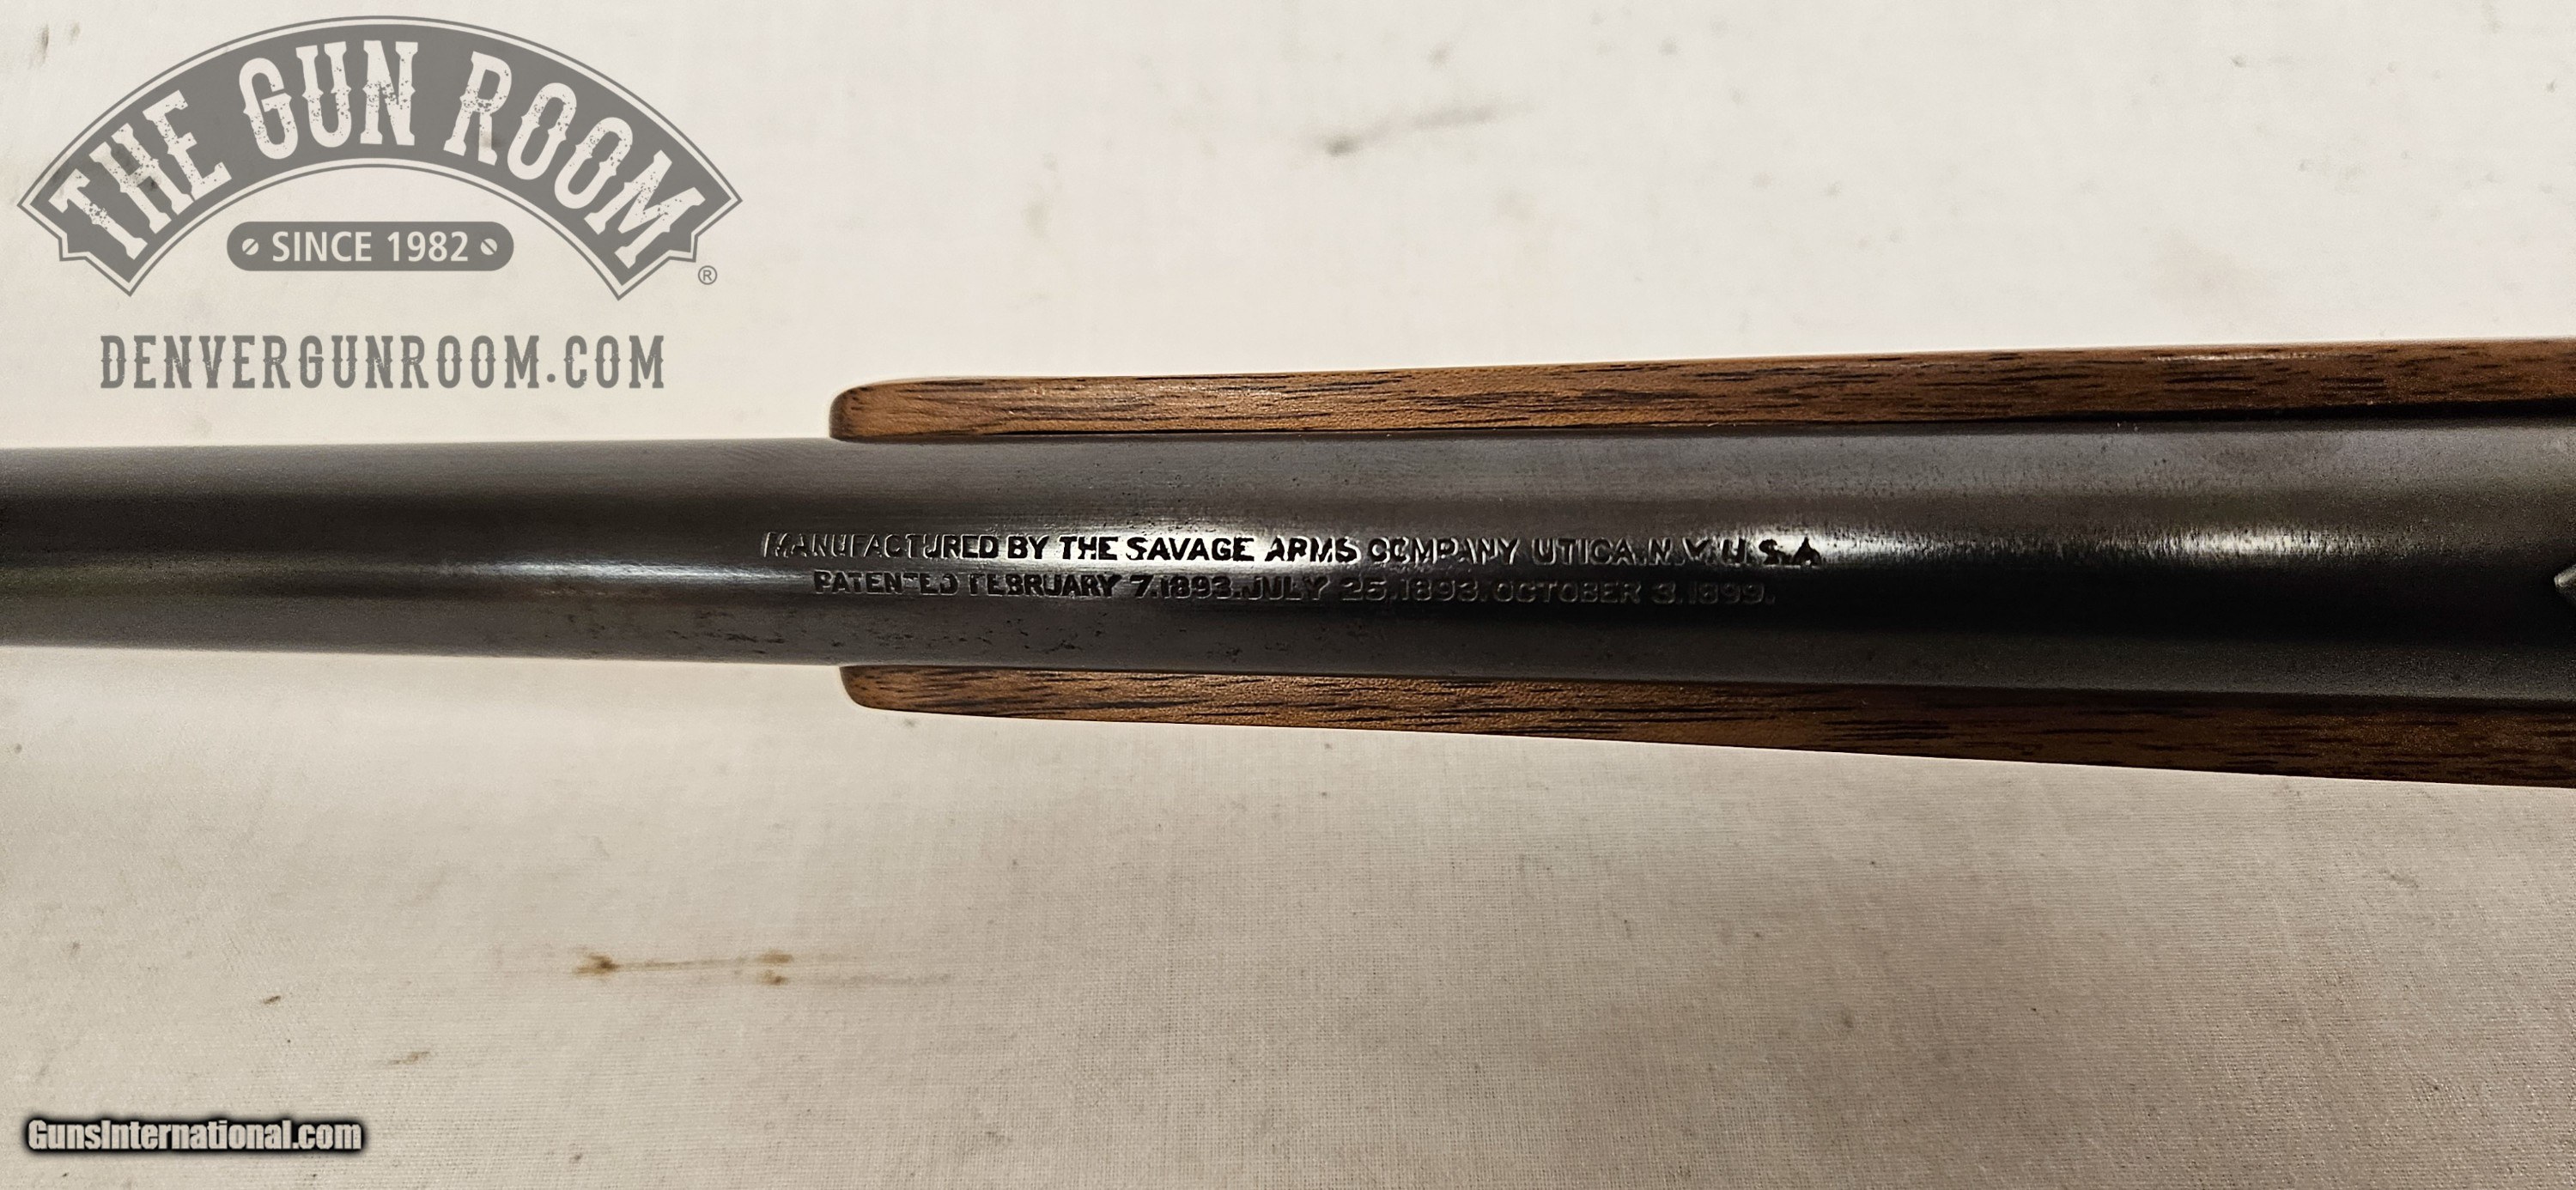 THE GUN ROOM
SINCE 1982
®
DENVERGUNROOM.COM
MANUFACTURED BY THE SAVAGE ARMS COMPANY UTICA.N.Y.U.S.A
PATENTED FEBRUARY 7.1893.JULY 25.1893.OCTOBER 3.1899.
GunsInternational.com